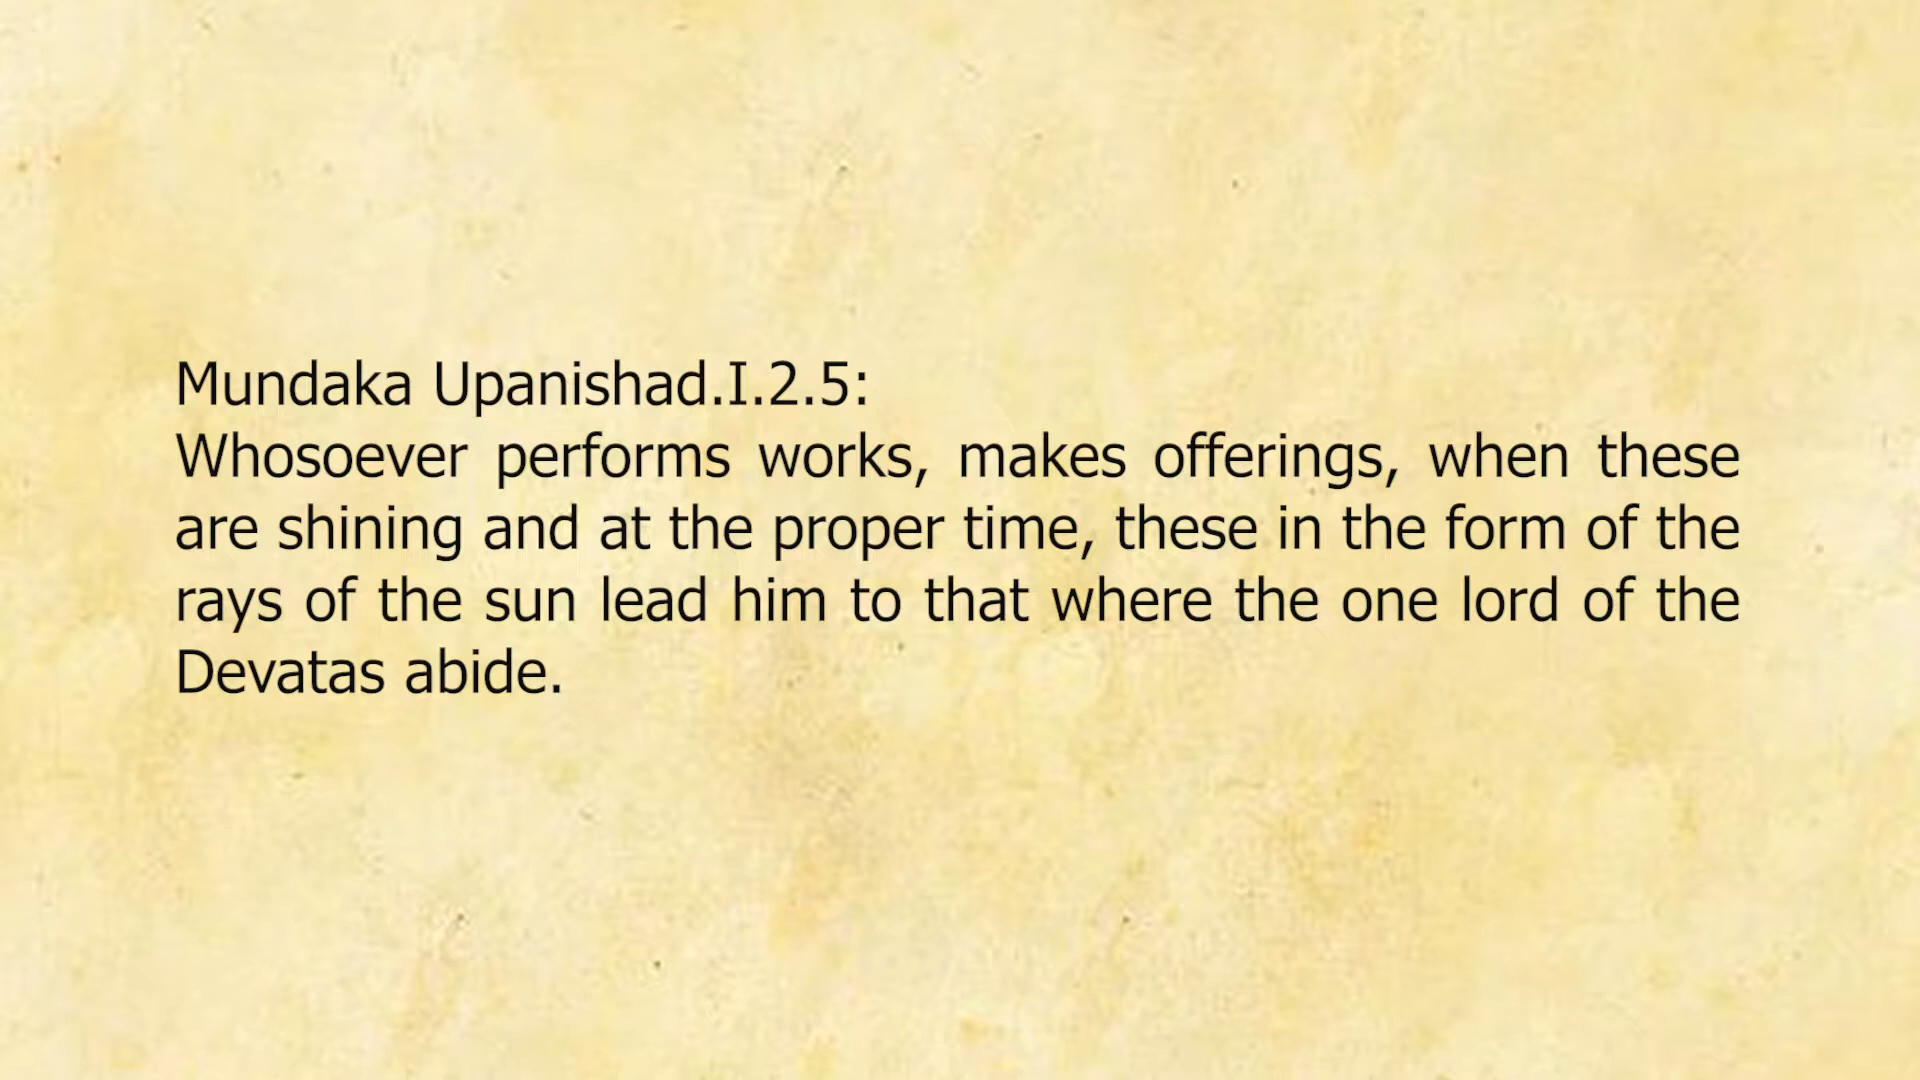 Mundaka Upanishad.I.2.5:
Whosoever performs works, makes offerings, when these
are shining and at the proper time, these in the form of the
rays of the sun lead him to that where the one lord of the
Devatas abide.